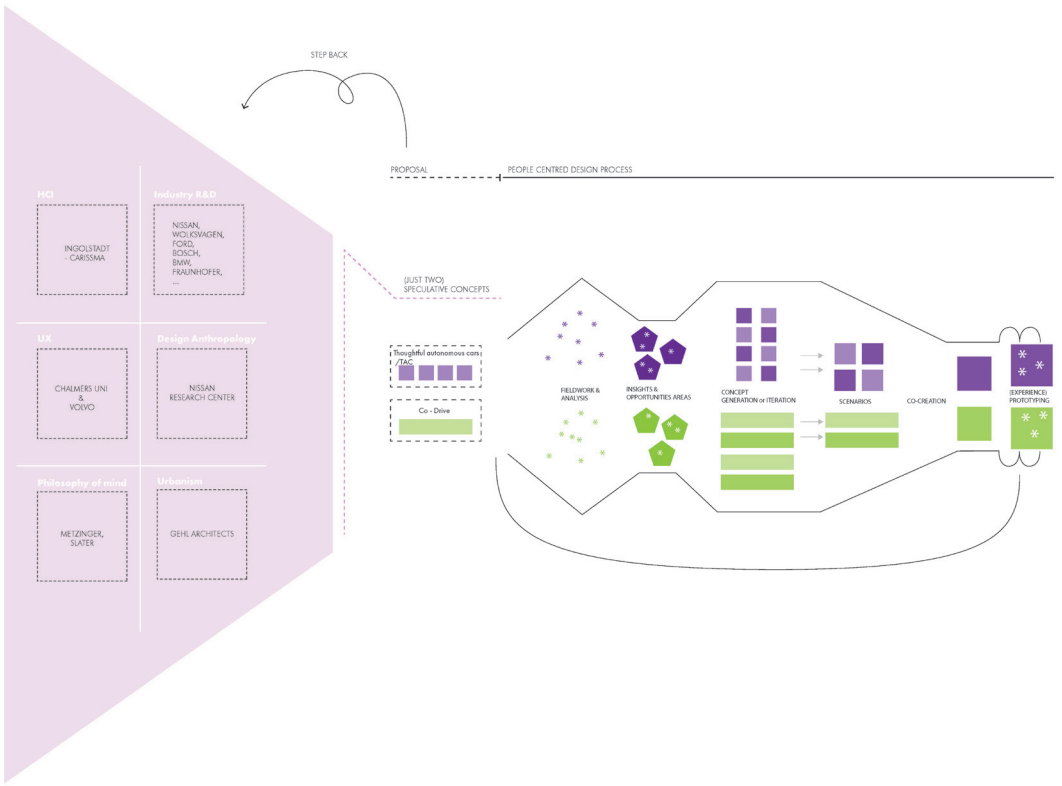 STEP BACK
PROPOSAL
PEOPLE CENTRED DESIGN PROCESS
HCI
INGOLSTADT
- CARISSMA
Industry R&D
NISSAN,
WOLKSVAGEN,
FORD,
BOSCH,
BMW,
FRAUNHOFER,
...
UX
CHALMERS UNI
&
VOLVO
Design Anthropology
NISSAN
RESEARCH CENTER
Philosophy of mind
METZINGER,
SLATER
Urbanism
GEHL ARCHITECTS
(JUST TWO)
SPECULATIVE CONCEPTS
Thoughtful autonomous cars
/TAC
Co - Drive
FIELDWORK &
ANALYSIS
INSIGHTS &
OPPORTUNITIES AREAS
CONCEPT
GENERATION or ITERATION
SCENARIOS
CO-CREATION
(EXPERIENCE)
PROTOTYPING